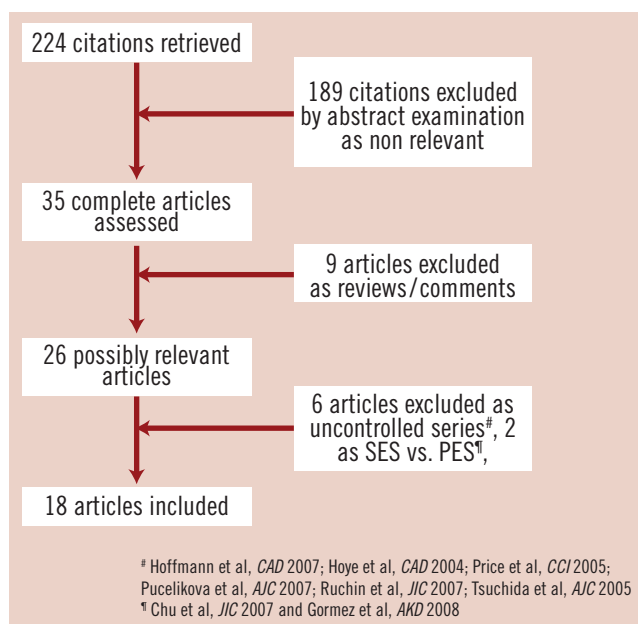 224 citations retrieved
189 citations excluded
by abstract examination
as non relevant
35 complete articles
assessed
9 articles excluded
as reviews/comments
26 possibly relevant
articles
6 articles excluded as
uncontrolled series#, 2
as SES vs. PES¶,
18 articles included
# Hoffmann et al, CAD 2007; Hoye et al, CAD 2004; Price et al, CCI 2005;
Pucelikova et al, AJC 2007; Ruchin et al, JIC 2007; Tsuchida et al, AJC 2005
¶ Chu et al, JIC 2007 and Gormez et al, AKD 2008